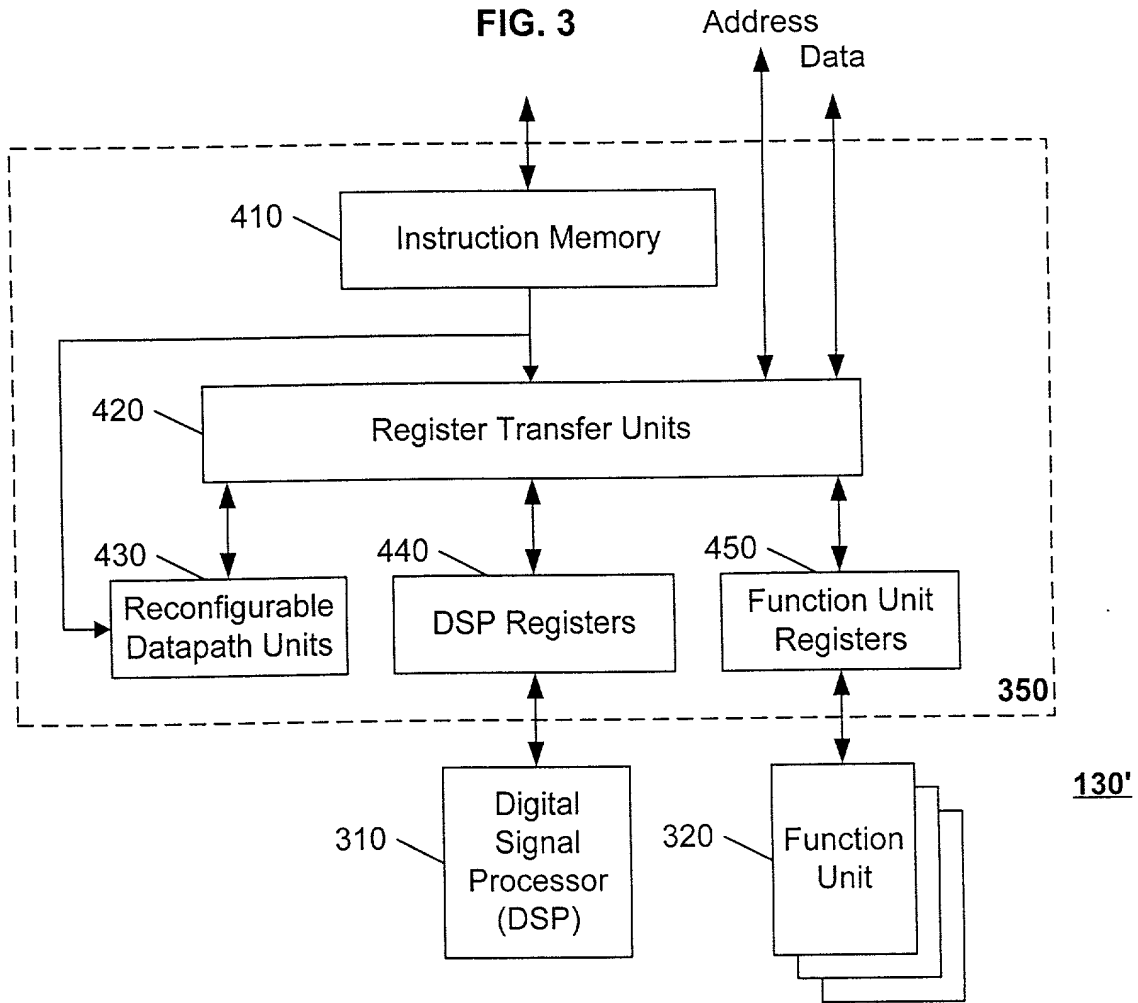 FIG. 3
Address
Data
410
Instruction Memory
420
Register Transfer Units
430
Reconfigurable
Datapath Units
440
DSP Registers
450
Function Unit
Registers
350
130'
310
Digital
Signal
Processor
(DSP)
320
Function
Unit